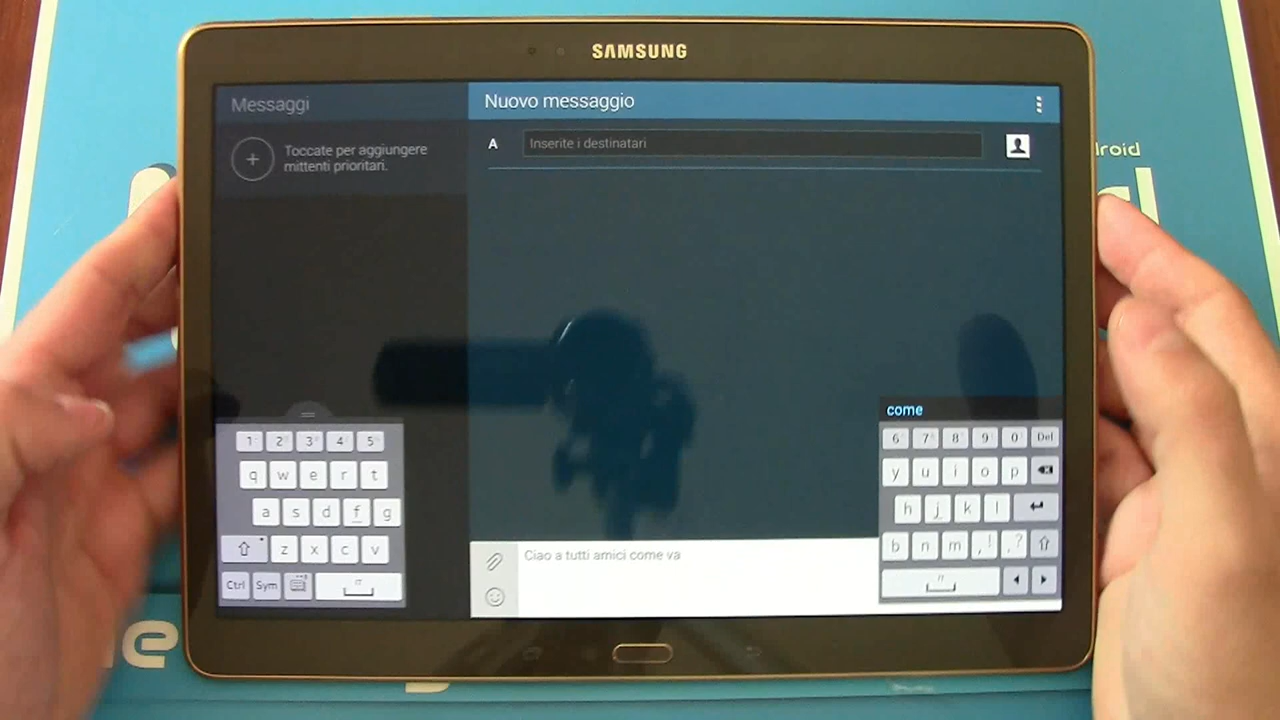 SAMSUNG
Messaggi
Nuovo messaggio
Toccate per aggiungere
mittenti prioritari.
A
Inserite i destinatari
droid
come
1 2 3 4 5
6 7 8 9 0 Del
q w e r t
y u i o p
a s d f g
h j k l
z x c v
b n m , ! . ?
Ctrl Sym
Ciao a tutti amici come va